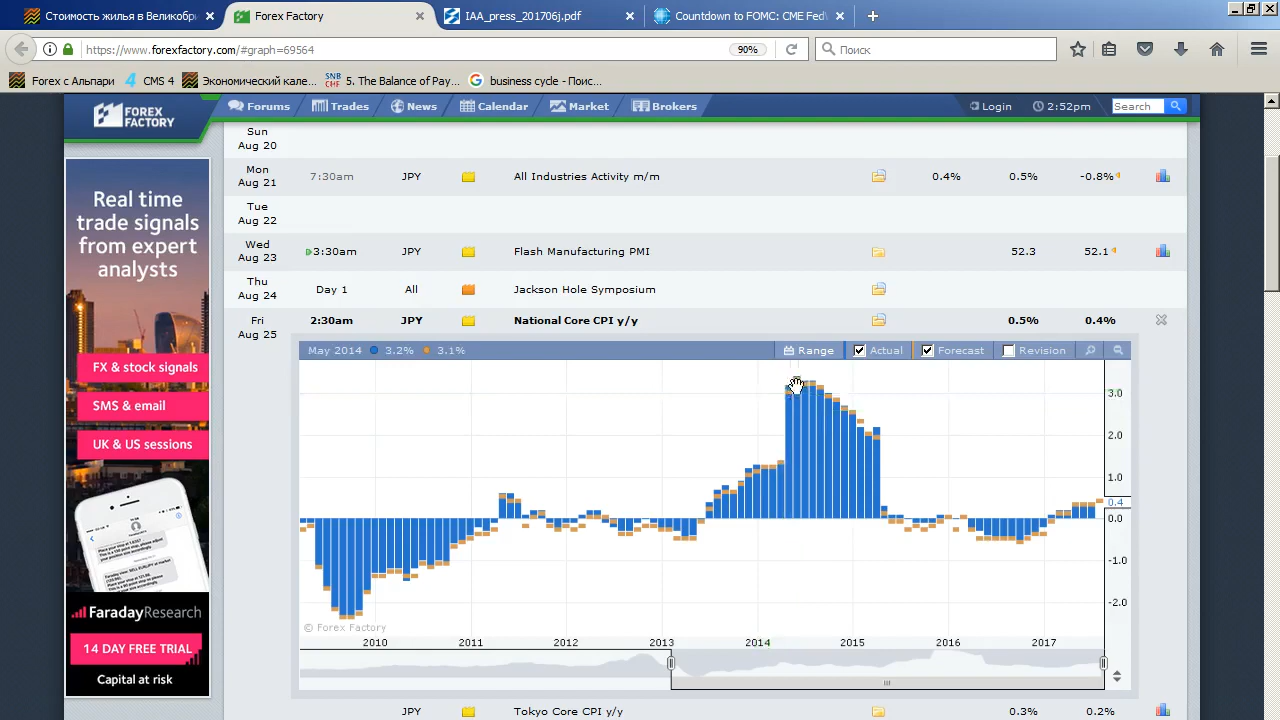 Стоимость жилья в Великобри
Forex Factory
IAA_press_201706j.pdf
Countdown to FOMC: CME Fed
https://www.forexfactory.com/#graph=69564
90%
Поиск
Forex с Альпари
CMS 4
Экономический кале...
SNB CHF
5. The Balance of Pay...
business cycle - Поис...
FOREX FACTORY
Forums
Trades
News
Calendar
Market
Brokers
Login
2:52pm
Search
Sun
Aug 20
Mon
Aug 21
7:30am JPY All Industries Activity m/m 0.4% 0.5% -0.8%
Tue
Aug 22
Wed
Aug 23
3:30am JPY Flash Manufacturing PMI 52.3 52.1
Thu
Aug 24
Day 1 All Jackson Hole Symposium
Fri
Aug 25
2:30am JPY National Core CPI y/y 0.5% 0.4%
May 2014 3.2% 3.1% Range Actual Forecast Revision
3.0
2.0
1.0
0.4
0.0
-1.0
-2.0
© Forex Factory
2010 2011 2012 2013 2014 2015 2016 2017
JPY Tokyo Core CPI y/y 0.3% 0.2%
Real time
trade signals
from expert
analysts
FX & stock signals
SMS & email
UK & US sessions
FaradayResearch
14 DAY FREE TRIAL
Capital at risk